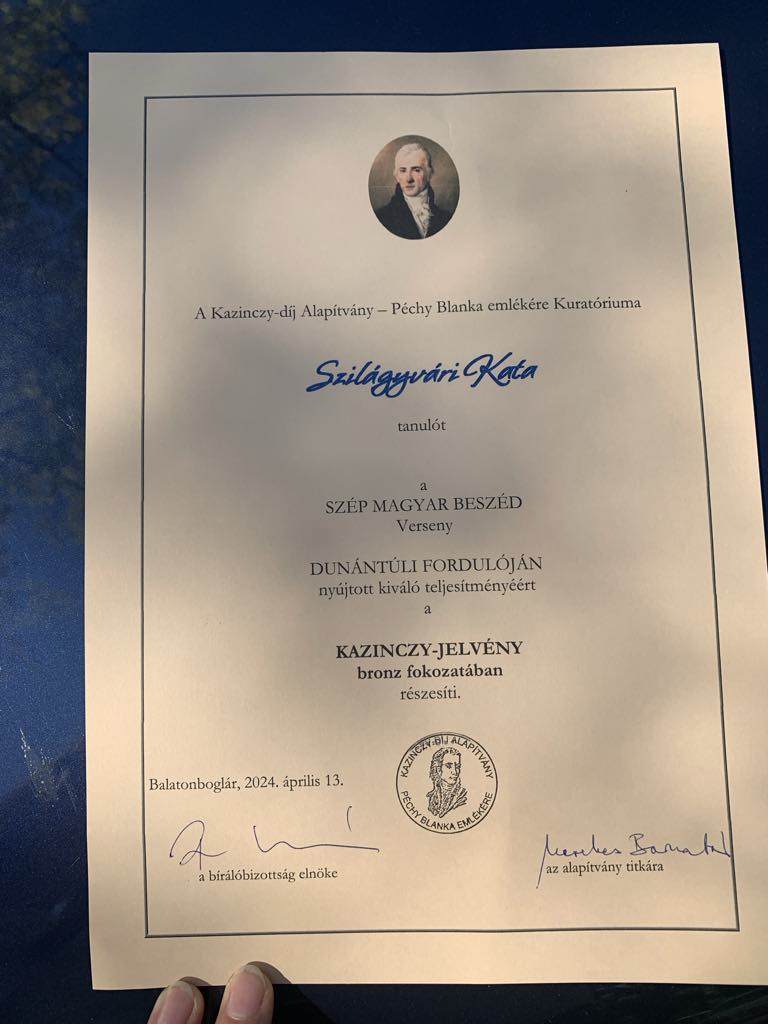 A Kazinczy-díj Alapítvány – Péchy Blanka emlékére Kuratóriuma
Szilágyvári Kata
tanulót
a
SZÉP MAGYAR BESZÉD
Verseny
DUNÁNTÚLI FORDULÓJÁN
nyújtott kiváló teljesítményéért
a
KAZINCZY-JELVÉNY
bronz fokozatában
részesíti.
KAZINCZY-DÍJ ALAPÍTVÁNY
PÉCHY BLANKA EMLÉKÉRE
Balatonboglár, 2024. április 13.
a bírálóbizottság elnöke
az alapítvány titkára